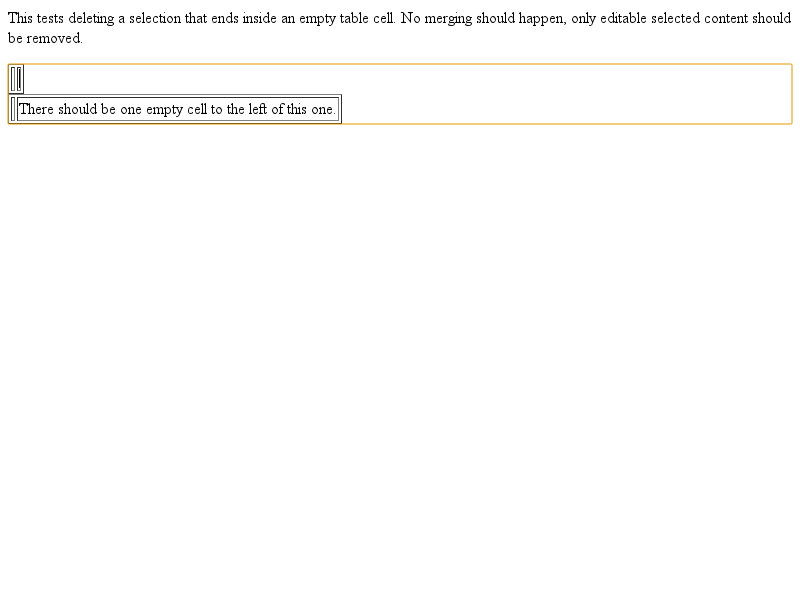 This tests deleting a selection that ends inside an empty table cell. No merging should happen, only editable selected content should
be removed.
There should be one empty cell to the left of this one.